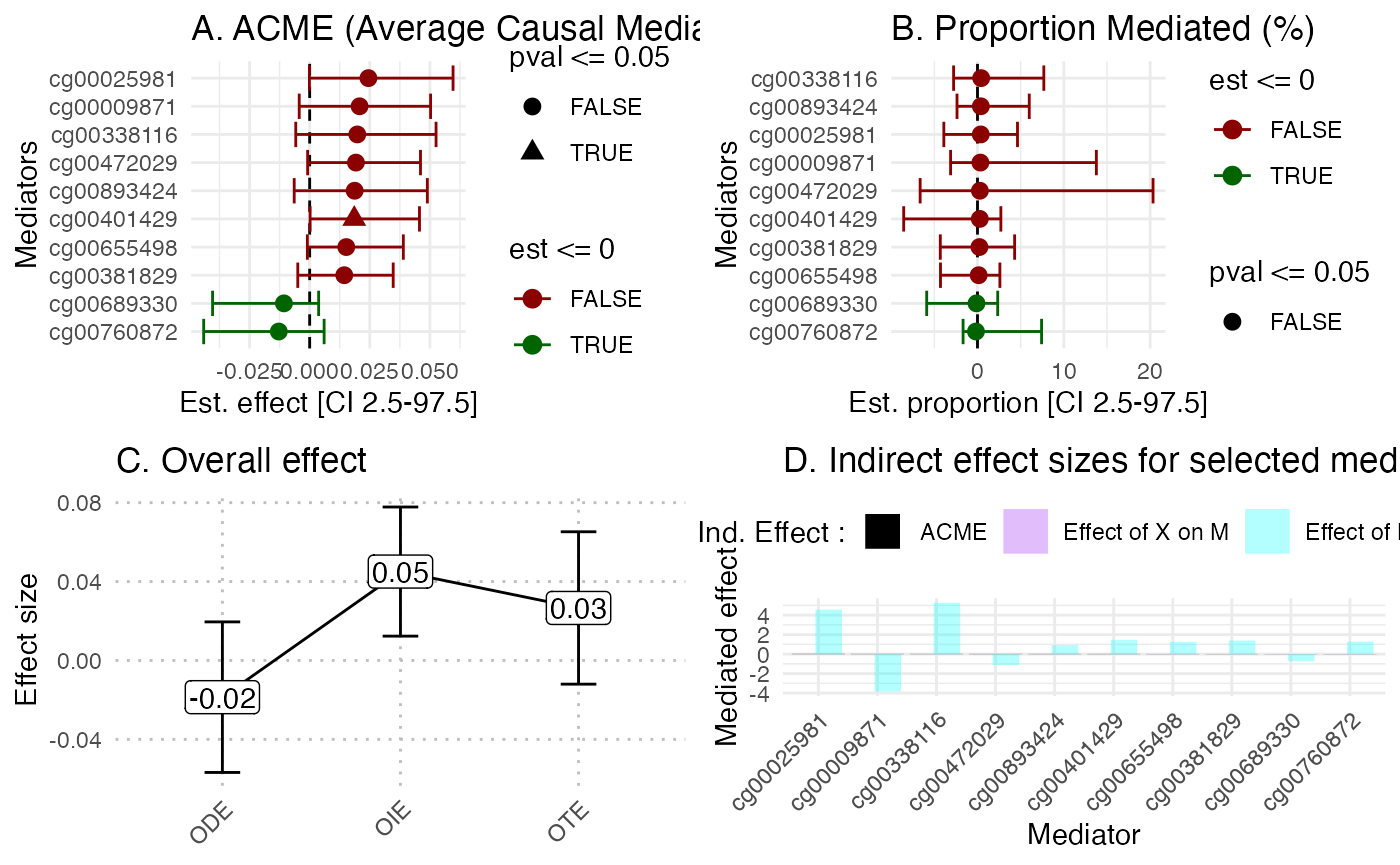 A. ACME (Average Causal Media
pval <= 0.05
FALSE
TRUE
est <= 0
FALSE
TRUE
Mediators
cg00025981
cg00009871
cg00338116
cg00472029
cg00893424
cg00401429
cg00655498
cg00381829
cg00689330
cg00760872
-0.025 0.000 0.025 0.050
Est. effect [CI 2.5-97.5]
B. Proportion Mediated (%)
est <= 0
FALSE
TRUE
pval <= 0.05
FALSE
Mediators
cg00338116
cg00893424
cg00025981
cg00009871
cg00472029
cg00401429
cg00381829
cg00655498
cg00689330
cg00760872
0 10 20
Est. proportion [CI 2.5-97.5]
C. Overall effect
Effect size
0.08
0.04
0.00
-0.04
-0.02
0.05
0.03
ODE
OIE
OTE
D. Indirect effect sizes for selected med
Ind. Effect : ACME Effect of X on M Effect of
Mediated effect
4
2
0
-2
-4
cg00025981
cg00009871
cg00338116
cg00472029
cg00893424
cg00401429
cg00655498
cg00381829
cg00689330
cg00760872
Mediator